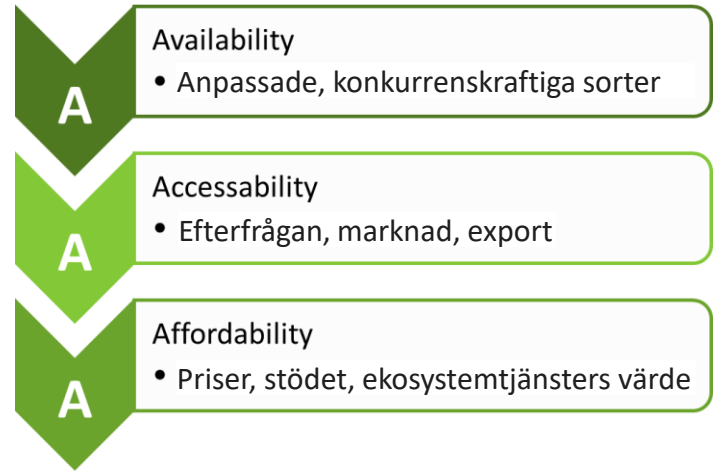 A
Availability
• Anpassade, konkurrenskraftiga sorter
A
Accessability
• Efterfrågan, marknad, export
A
Affordability
• Priser, stödet, ekosystemtjänsters värde